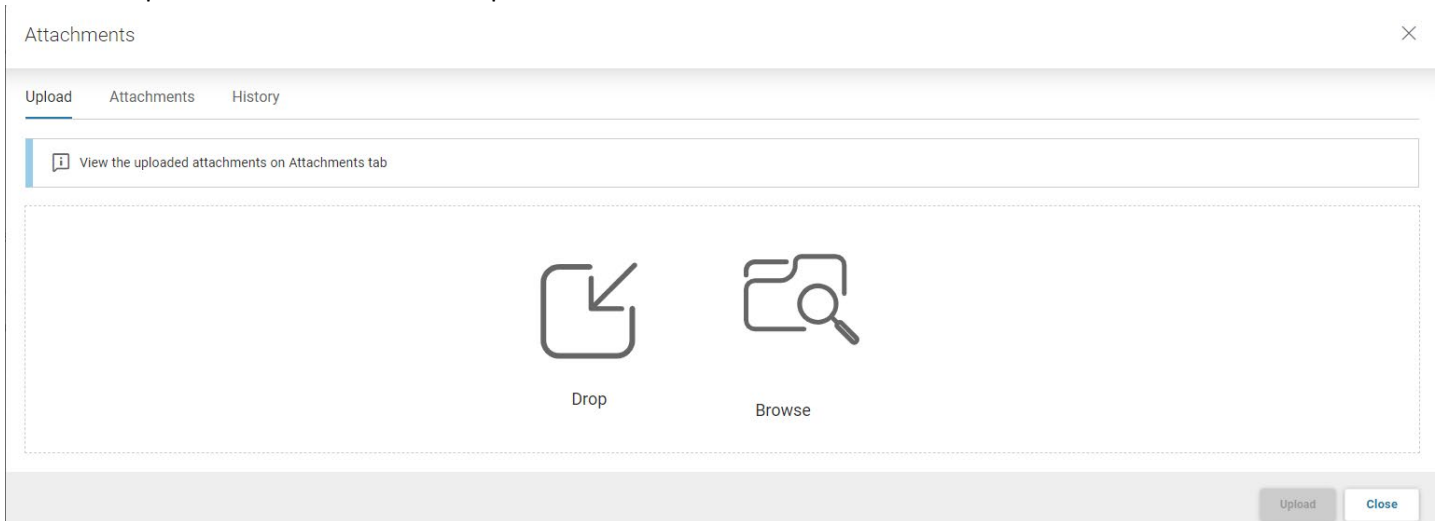 Attachments
Upload Attachments History
View the uploaded attachments on Attachments tab
Drop
Browse
Upload Close